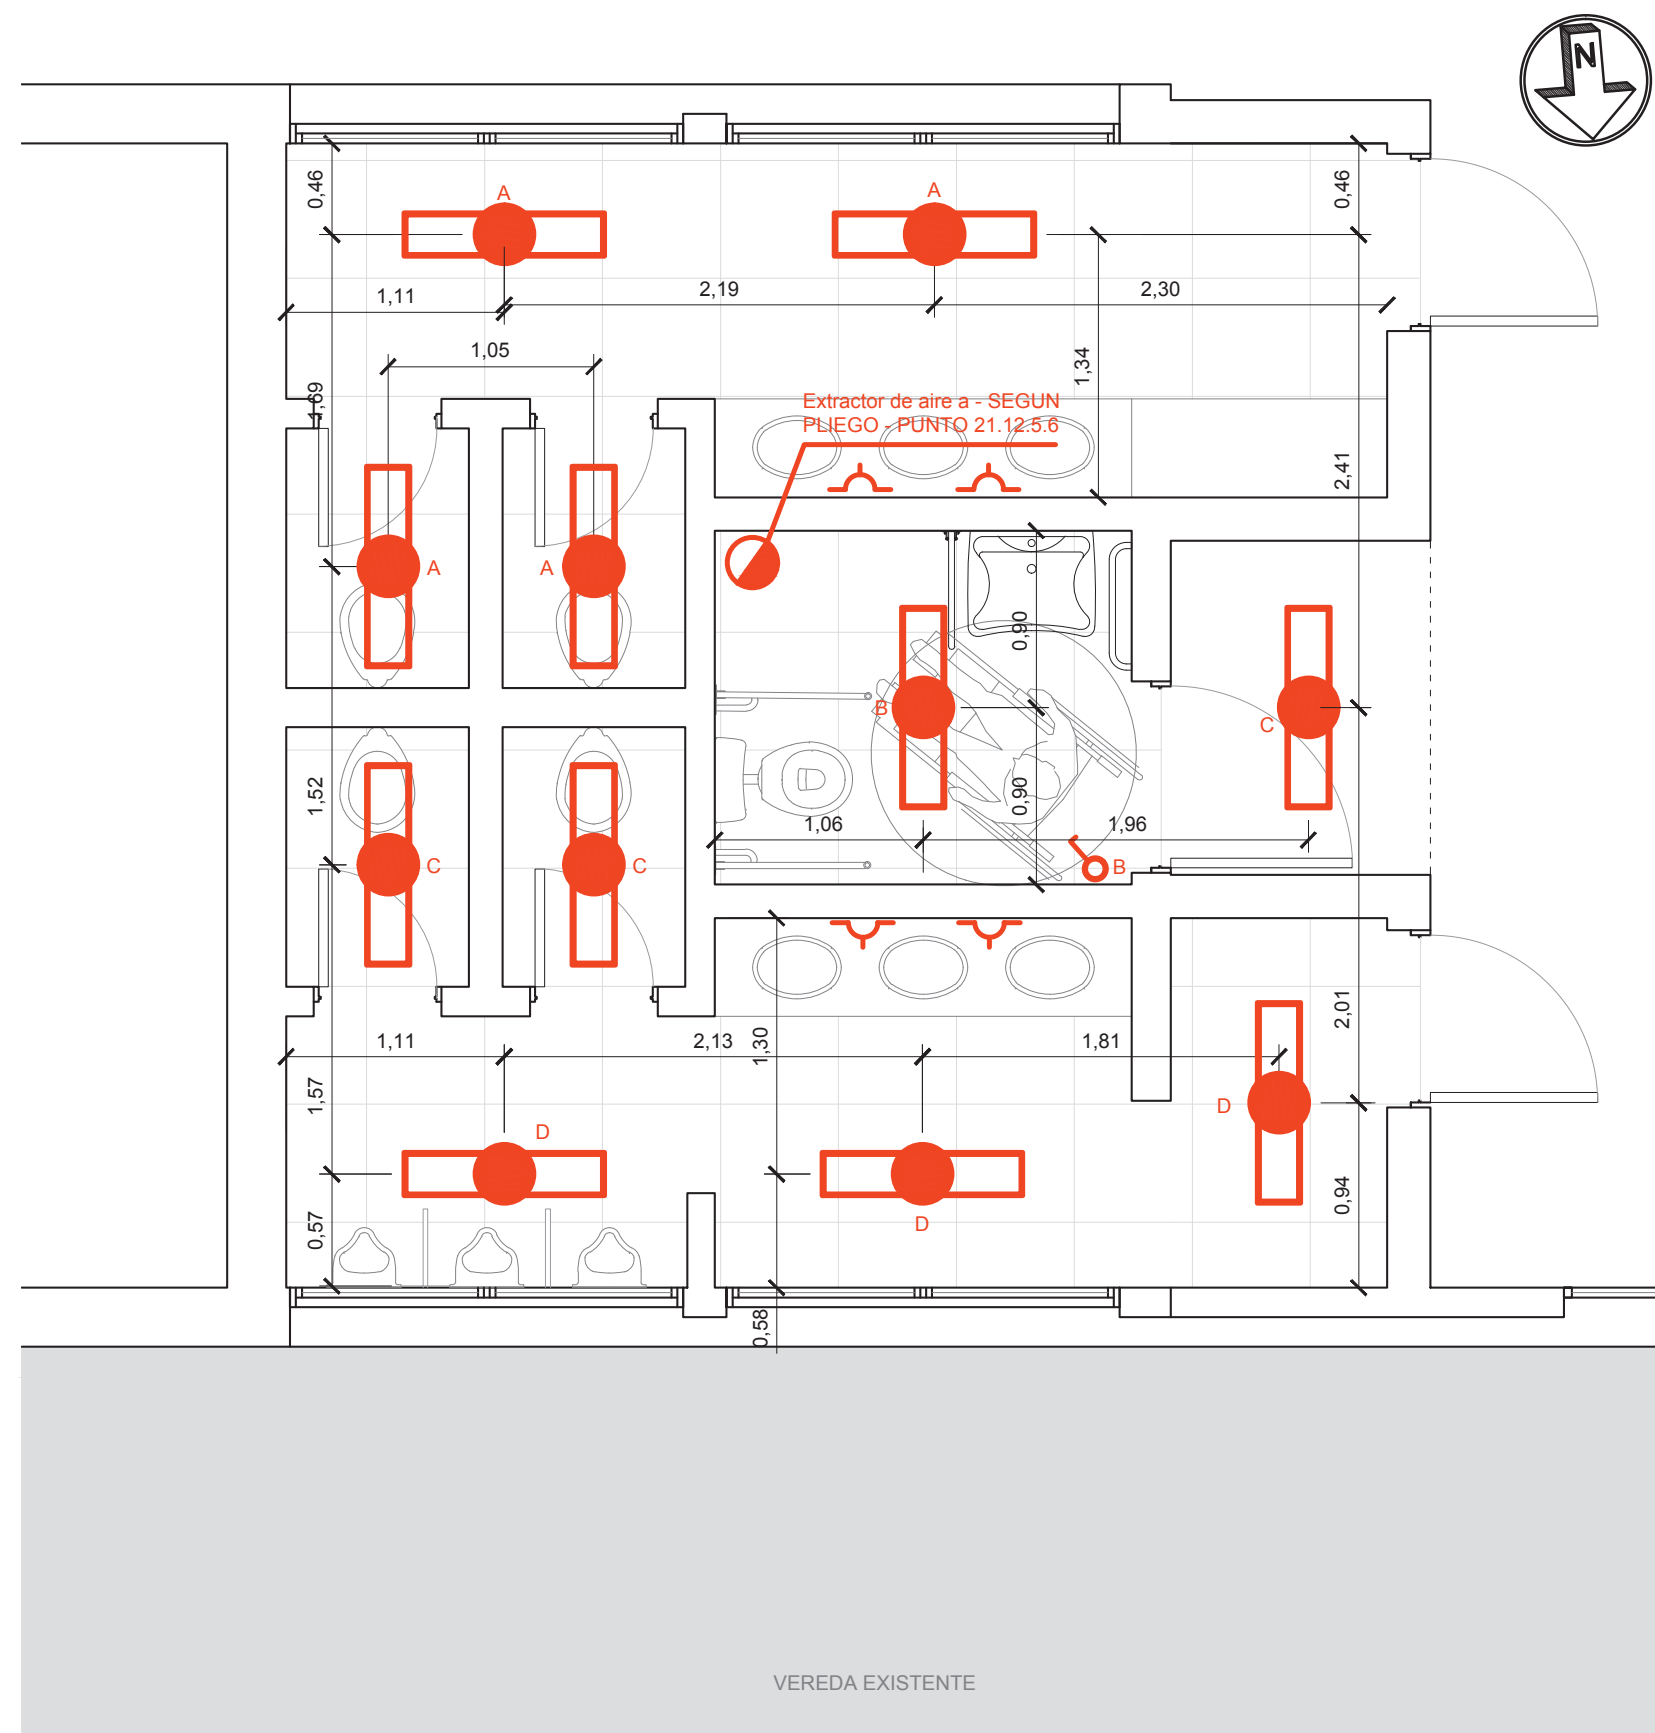 N
0,46
A
A
0,46
1,11
2,19
2,30
1,05
1,34
1,69
Extractor de aire a - SEGUN
PLIEGO - PUNTO 21.12.5.6
2,41
A
A
0,90
B
C
1,52
0,90
1,06
1,96
C
C
B
2,01
1,11
2,13
1,30
1,81
1,57
D
D
D
0,94
0,57
D
0,58
VEREDA EXISTENTE